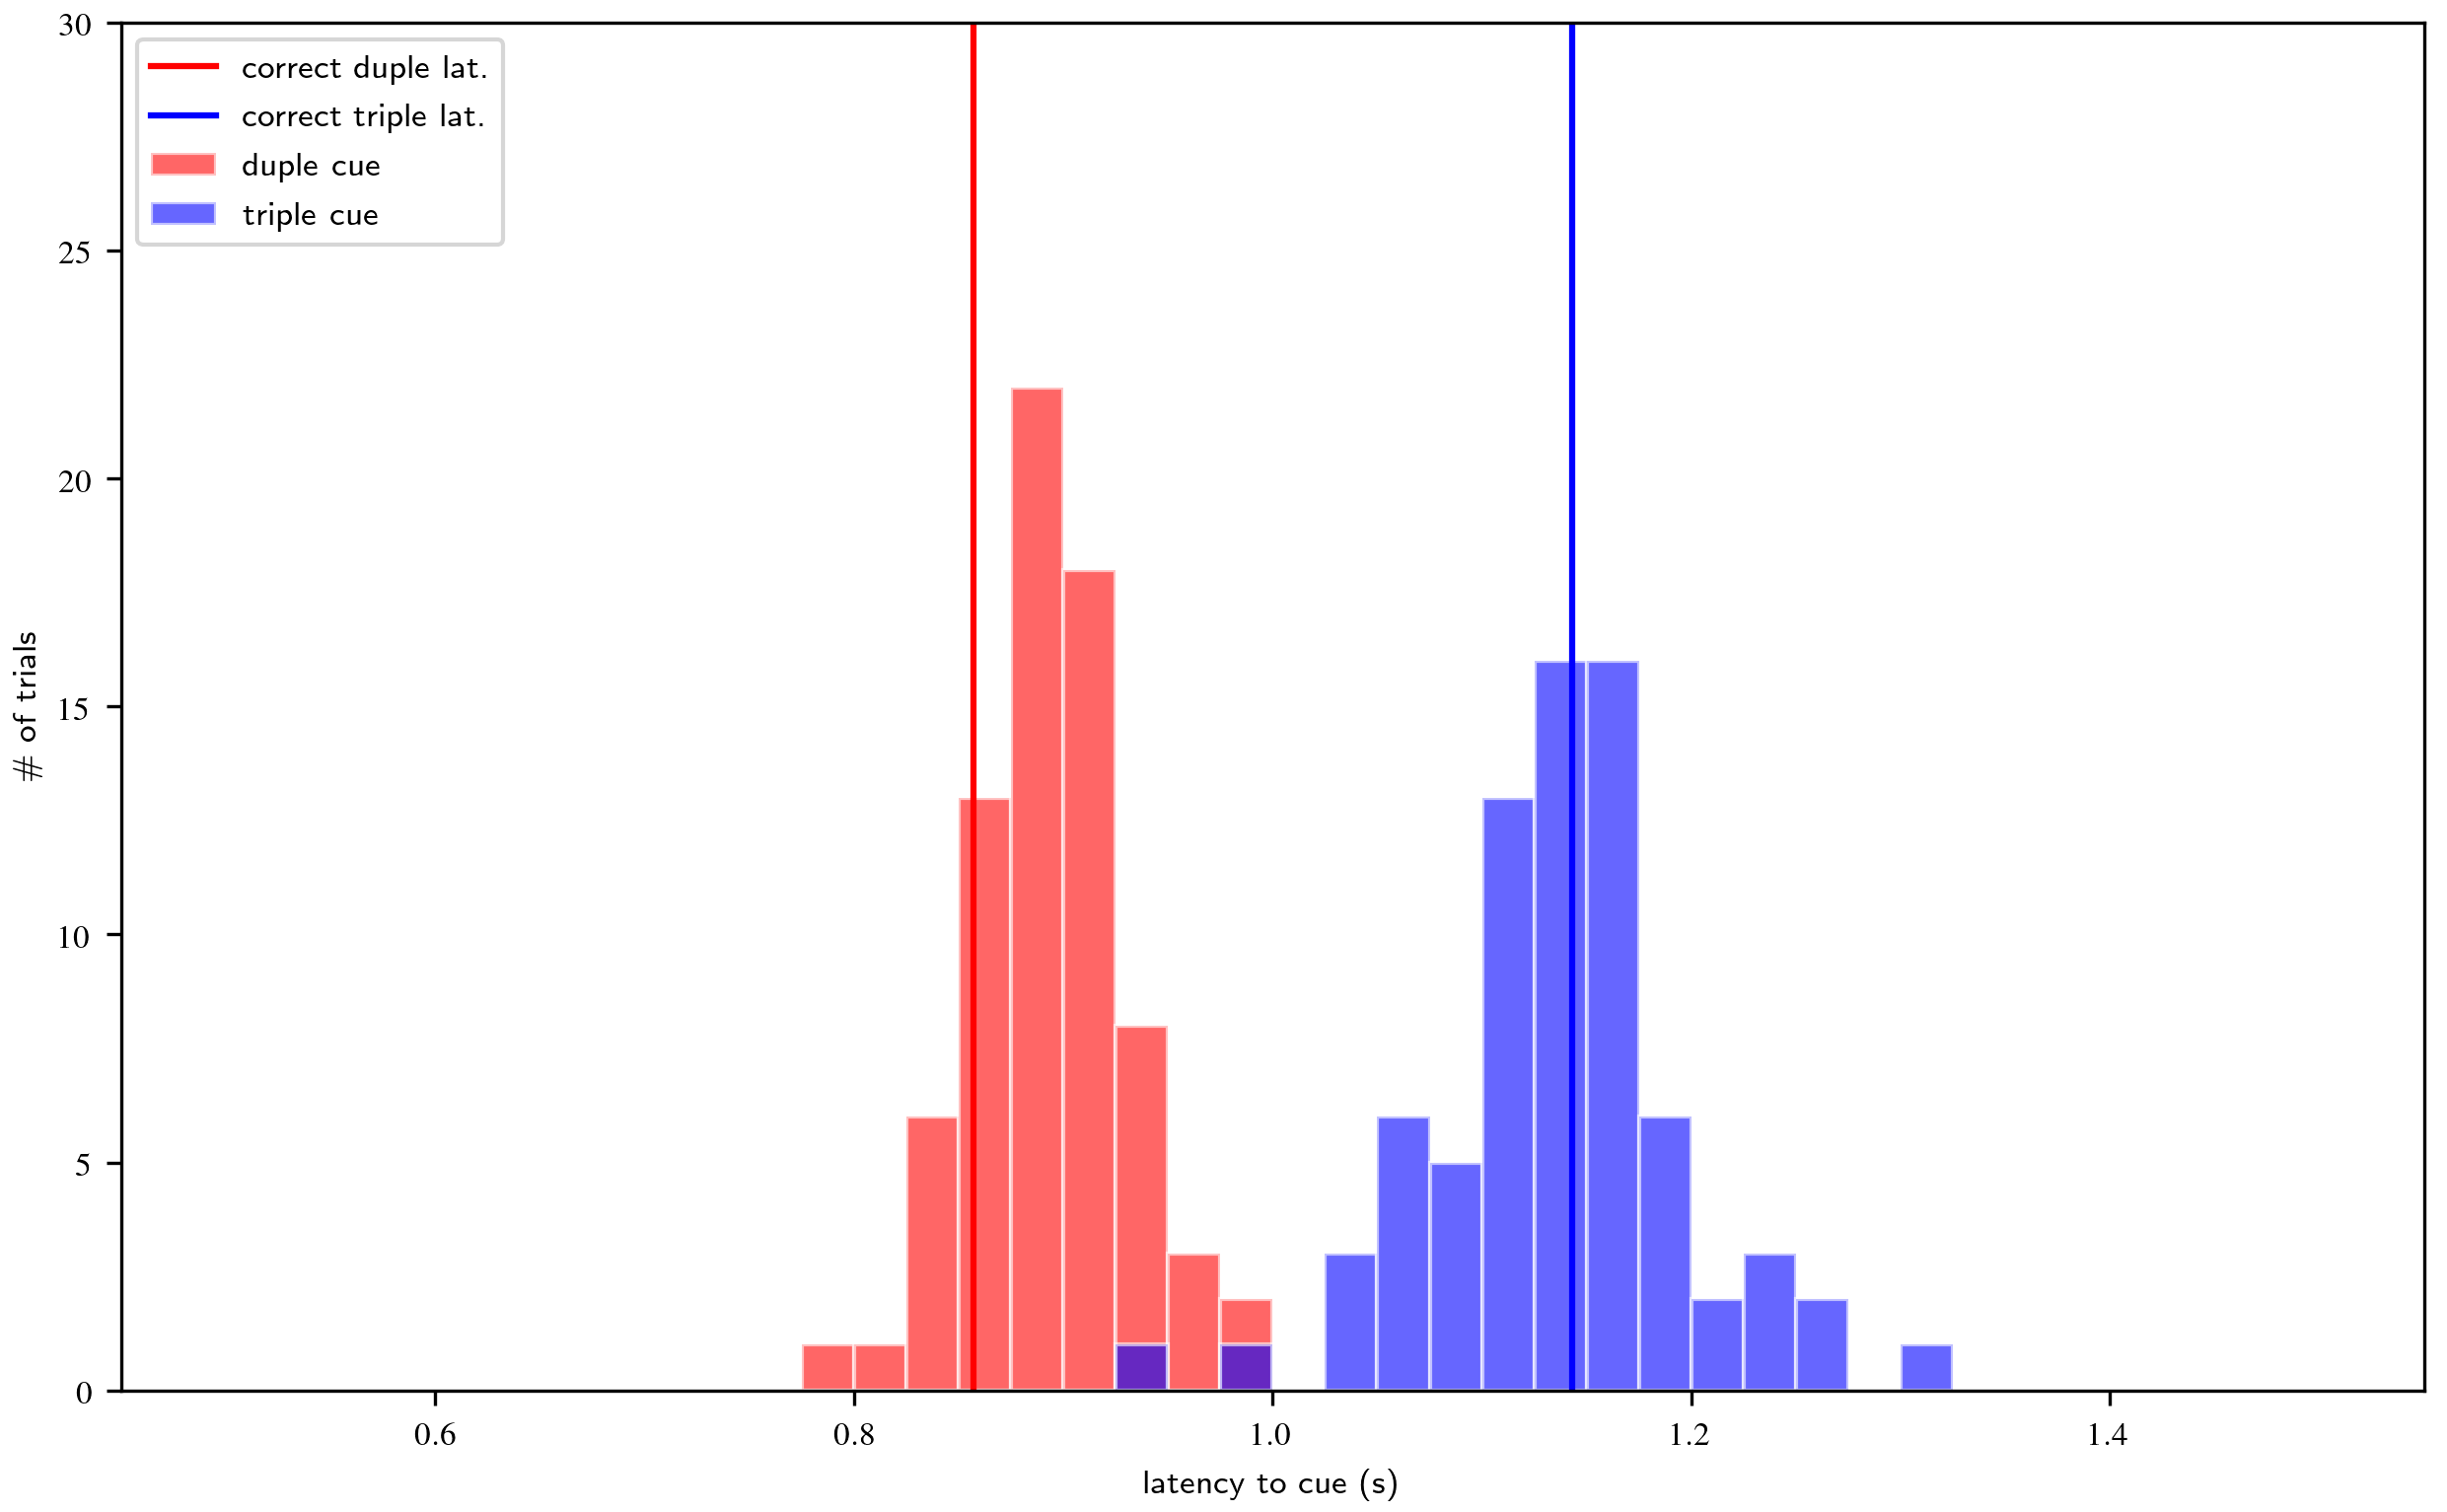 30
25
20
15
10
5
0
# of trials
correct duple lat.
correct triple lat.
duple cue
triple cue
0.6 0.8 1.0 1.2 1.4
latency to cue (s)